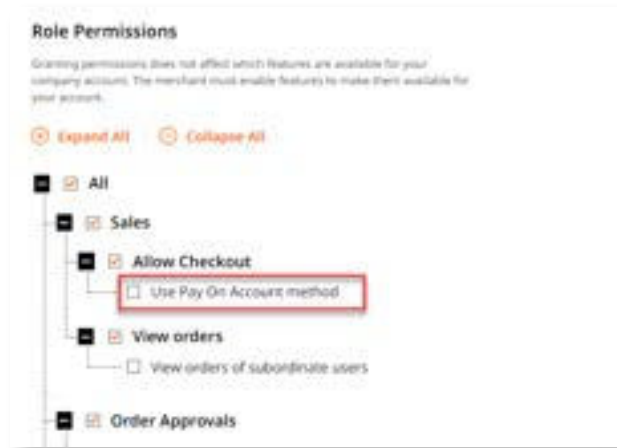 Role Permissions
Granting permissions does not affect which features are available for your
company account. The merchant must enable features to make them available for
your account.
Expand All Collapse All
All
Sales
Allow Checkout
Use Pay On Account method
View orders
View orders of subordinate users
Order Approvals